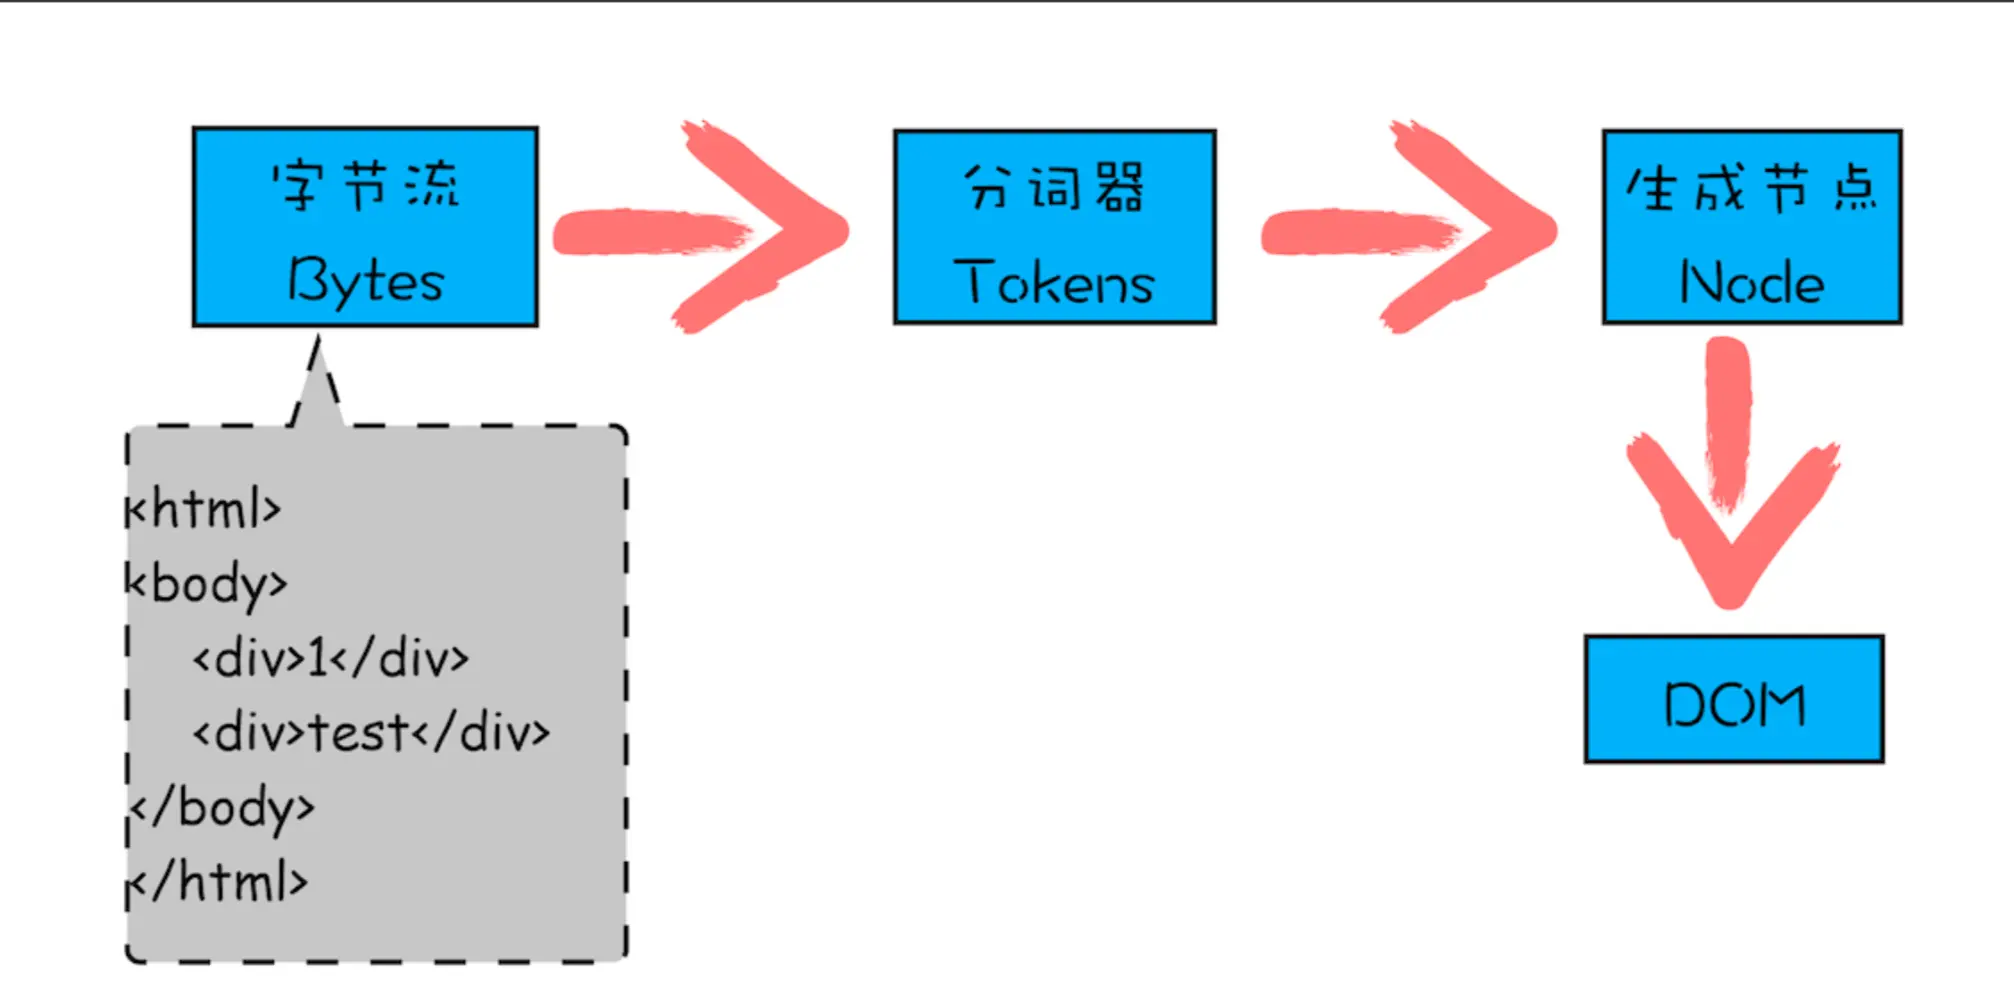 字节流
Bytes
分词器
Tokens
生成节点
Node
<html>
<body>
<div>1</div>
<div>test</div>
</body>
</html>
DOM